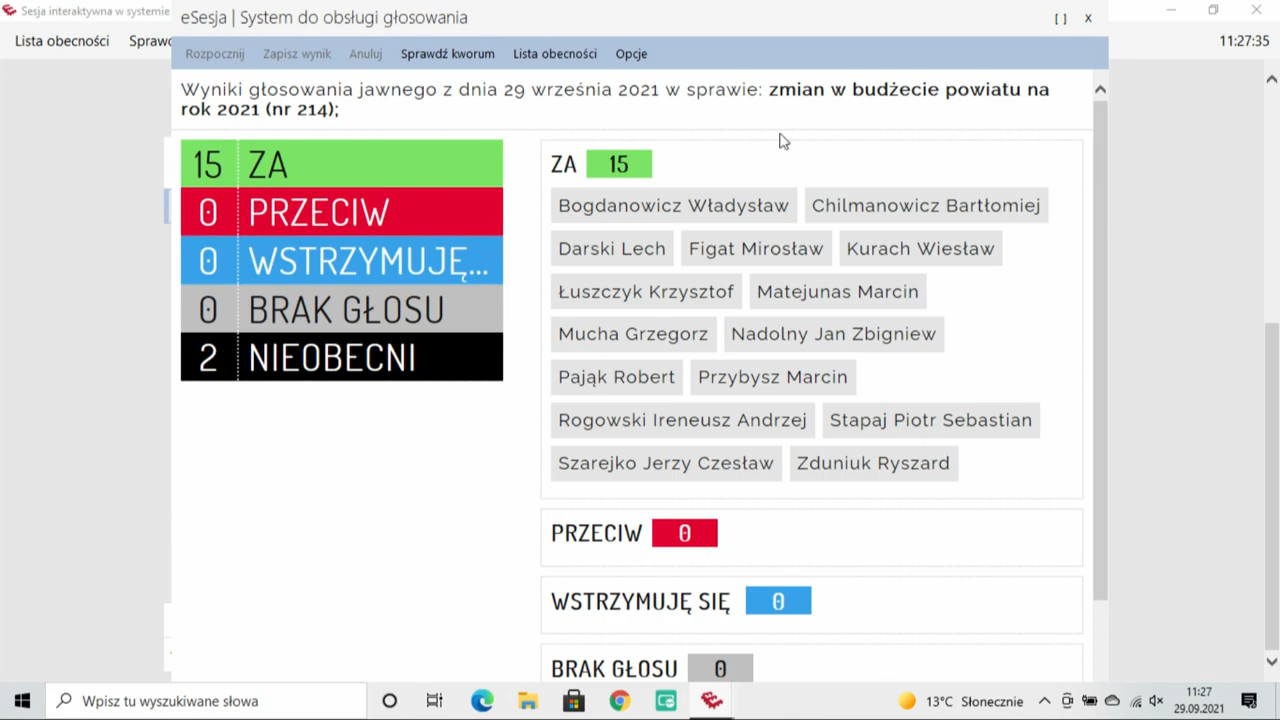 Sesja interaktywna w systemie
eSesja | System do obsługi głosowania
[ ] X
Lista obecności
Rozpocznij Zapisz wynik Anuluj Sprawdź kworum Lista obecności Opcje
11:27:35
Wyniki głosowania jawnego z dnia 29 września 2021 w sprawie: zmian w budżecie powiatu na
rok 2021 (nr 214);
15 ZA
0 PRZECIW
0 WSTRZYMUJĘ...
0 BRAK GŁOSU
2 NIEOBECNI
ZA 15
Bogdanowicz Władysław Chilmanowicz Bartłomiej
Darski Lech Figat Mirosław Kurach Wiesław
Łuszczyk Krzysztof Matejunas Marcin
Mucha Grzegorz Nadolny Jan Zbigniew
Pająk Robert Przybysz Marcin
Rogowski Ireneusz Andrzej Stapaj Piotr Sebastian
Szarejko Jerzy Czesław Zduniuk Ryszard
PRZECIW 0
WSTRZYMUJĘ SIĘ 0
BRAK GŁOSU 0
Wpisz tu wyszukiwane słowa
13°C Słonecznie
11:27
29.09.2021